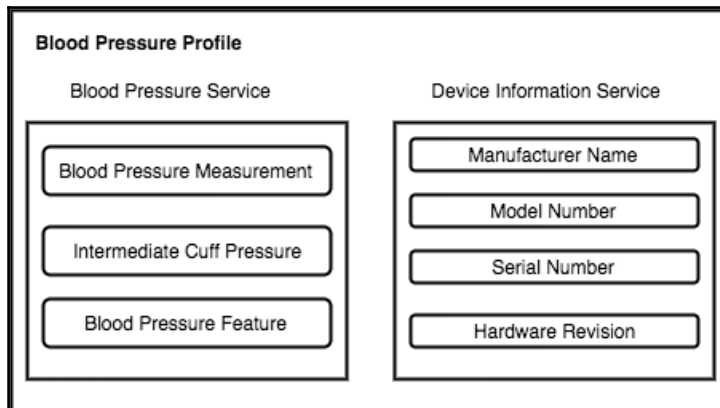 Blood Pressure Profile
Blood Pressure Service
Blood Pressure Measurement
Intermediate Cuff Pressure
Blood Pressure Feature
Device Information Service
Manufacturer Name
Model Number
Serial Number
Hardware Revision